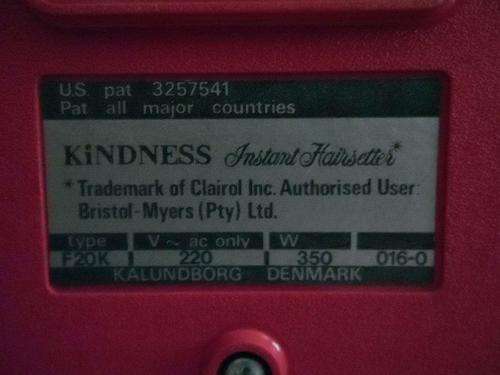 U.S. pat 3257541
Pat all major countries
KiNDNESS Instant Hairsetter*
* Trademark of Clairol Inc. Authorised User:
Bristol-Myers (Pty) Ltd.
type V ~ ac only W
F20K 220 350 016-0
KALUNDBORG DENMARK